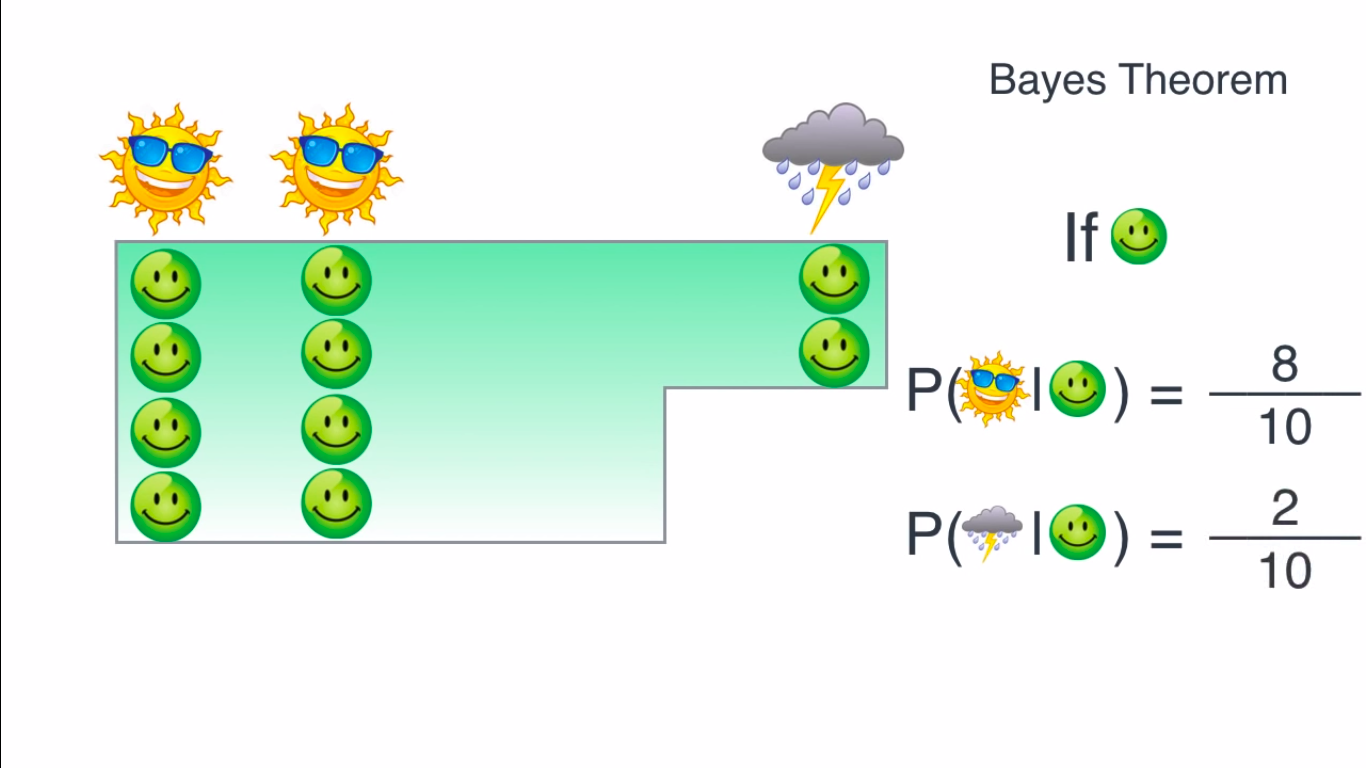 Bayes Theorem
If
P( | ) = 8/10
P( | ) = 2/10